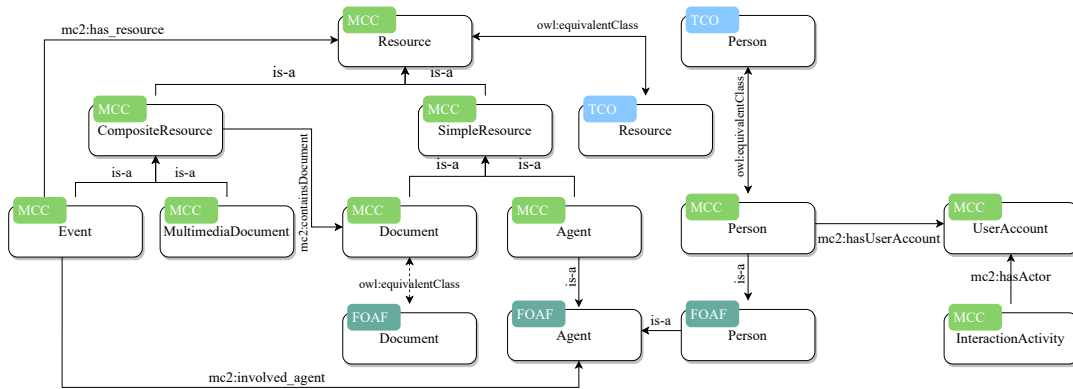 MCC
Resource
mc2:has_resource
owl:equivalentClass
TCO
Person
is-a
is-a
MCC
CompositeResource
MCC
SimpleResource
TCO
Resource
owl:equivalentClass
is-a
is-a
is-a
is-a
mc2:containsDocument
MCC
Event
MCC
MultimediaDocument
MCC
Document
MCC
Agent
MCC
Person
mc2:hasUserAccount
MCC
UserAccount
owl:equivalentClass
is-a
is-a
mc2:hasActor
FOAF
Document
FOAF
Agent
is-a
FOAF
Person
MCC
InteractionActivity
mc2:involved_agent